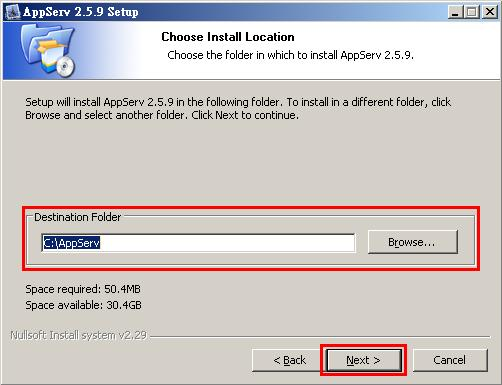 AppServ 2.5.9 Setup
Choose Install Location
Choose the folder in which to install AppServ 2.5.9.
Setup will install AppServ 2.5.9 in the following folder. To install in a different folder, click
Browse and select another folder. Click Next to continue.
Destination Folder
C:\AppServ
Browse...
Space required: 50.4MB
Space available: 30.4GB
Nullsoft Install system v2.29
< Back
Next >
Cancel